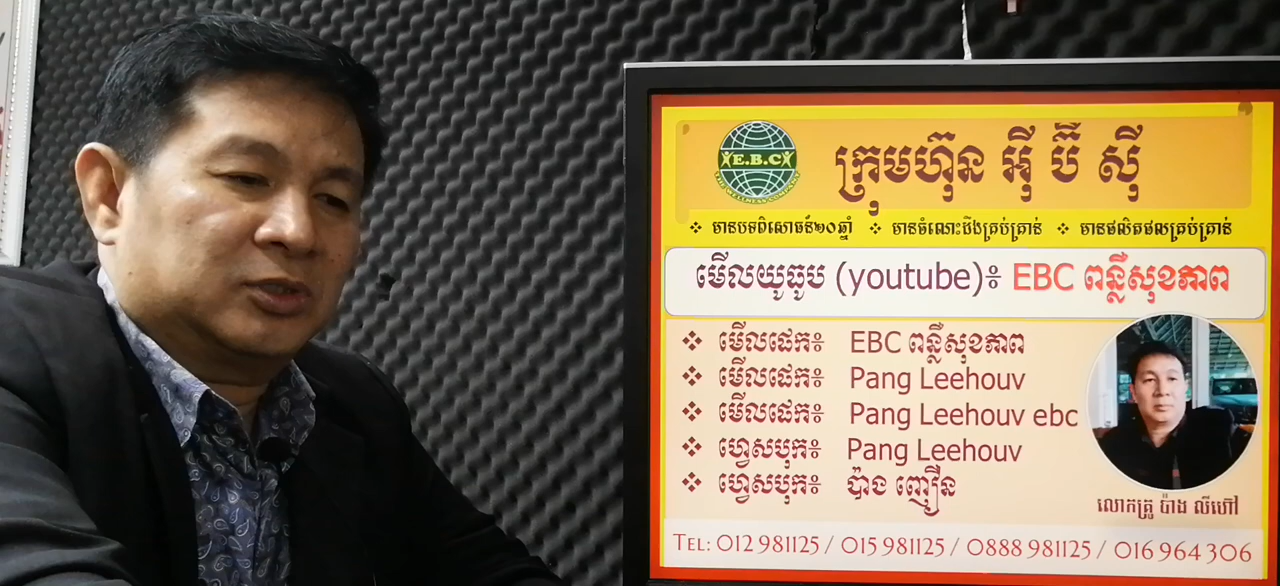 E.B.C
THE WELLNESS COMPANY
ក្រុមហ៊ុន អ៊ី ប៊ី ស៊ី
❖ មានបទពិសោធន៍២០ឆ្នាំ ❖ មានចំណេះដឹងគ្រប់គ្រាន់ ❖ មានផលិតផលគ្រប់គ្រាន់
មើលយូធូប (youtube)៖ EBC ពន្លឺសុខភាព
❖ មើលផេក៖ EBC ពន្លឺសុខភាព
❖ មើលផេក៖ Pang Leehouv
❖ មើលផេក៖ Pang Leehouv ebc
❖ ហ្វេសបុក៖ Pang Leehouv
❖ ហ្វេសបុក៖ ប៉ាង ញឿន
លោកគ្រូ ប៉ាង លីហ៊ៅ
TEL: 012 981125 / 015 981125 / 0888 981125 / 016 964 306